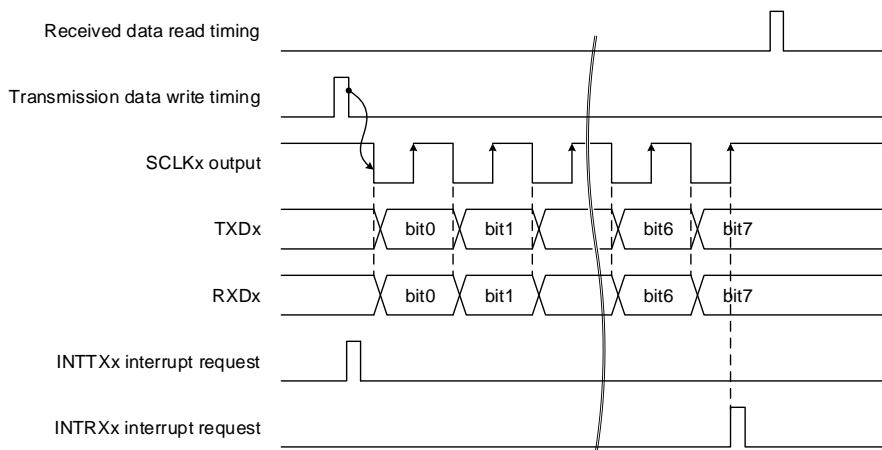 Received data read timing
Transmission data write timing
SCLKx output
TXDx bit0 bit1 bit6 bit7
RXDx bit0 bit1 bit6 bit7
INTTXx interrupt request
INTRXx interrupt request